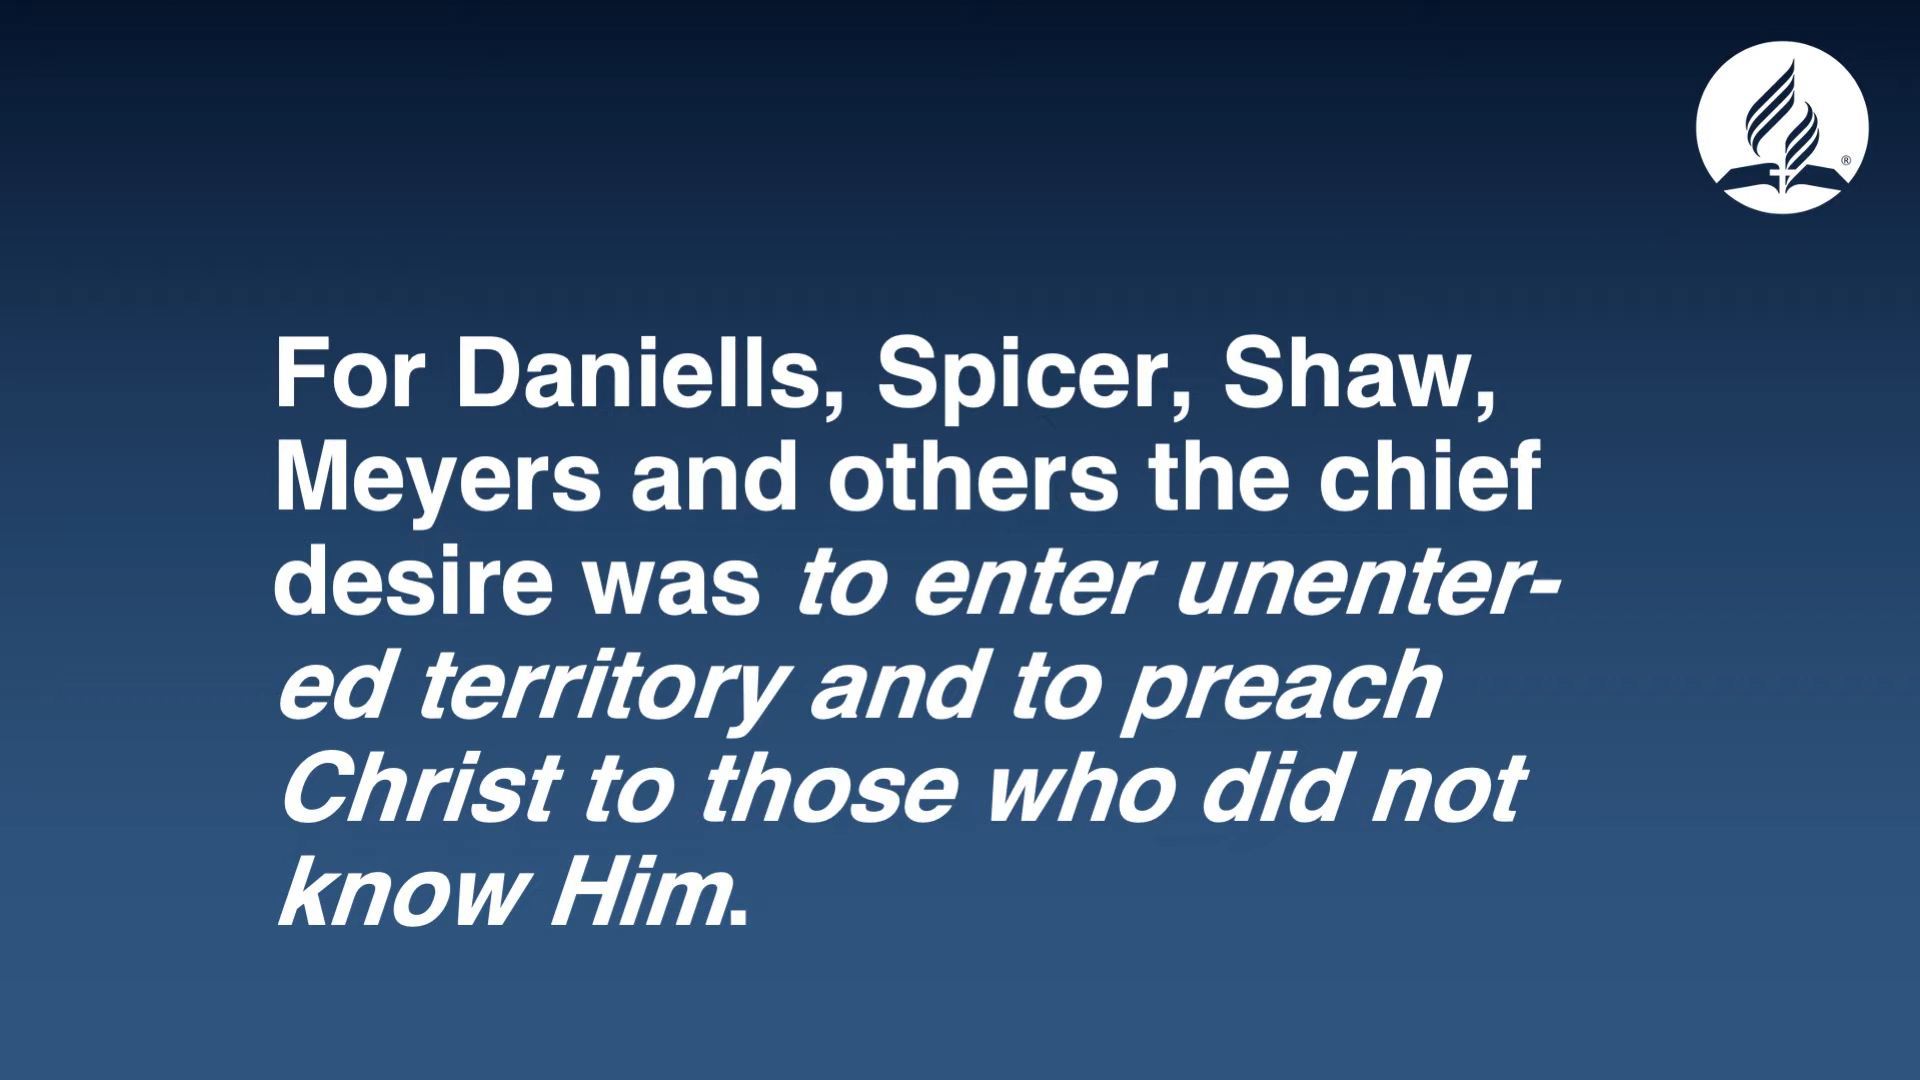 ®
For Daniells, Spicer, Shaw,
Meyers and others the chief
desire was to enter unenter-
ed territory and to preach
Christ to those who did not
know Him.